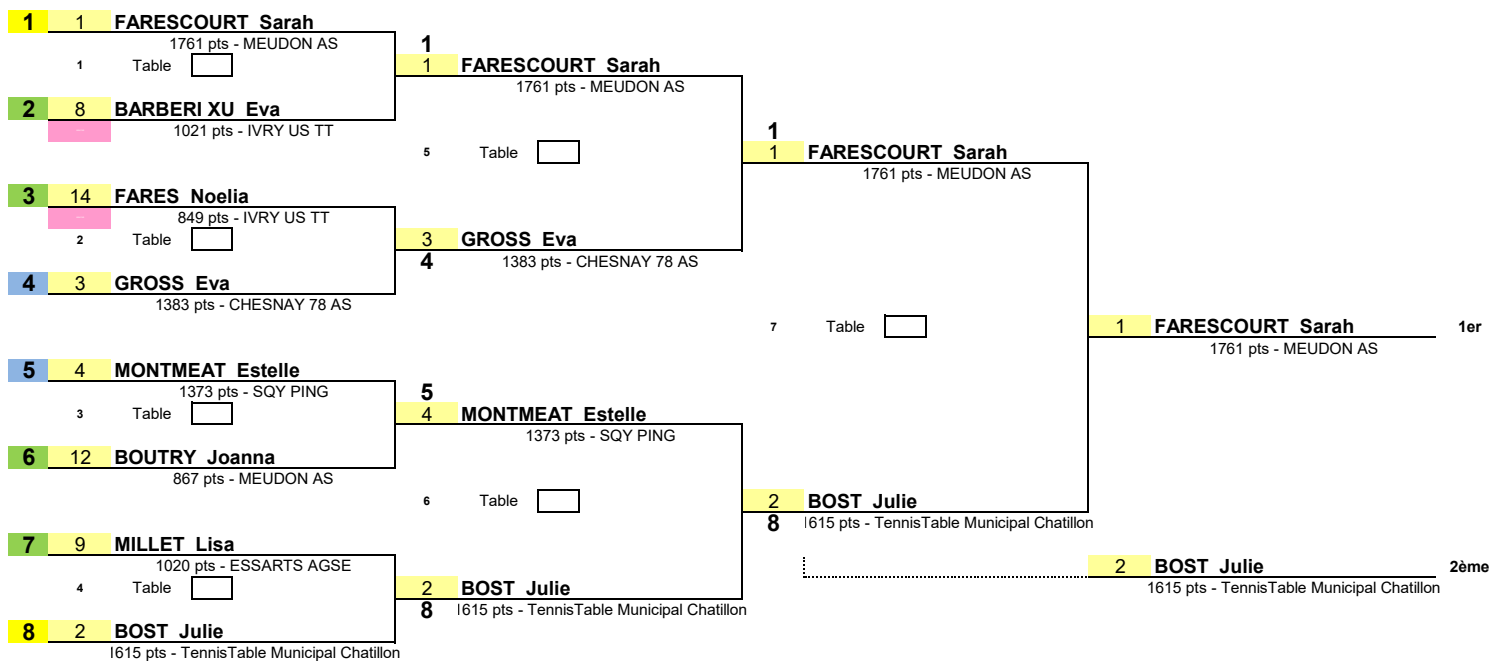 1 1 FARESCOURT Sarah
1761 pts - MEUDON AS
1 Table
2 8 BARBERI XU Eva
--
1021 pts - IVRY US TT
3 14 FARES Noelia
--
849 pts - IVRY US TT
2 Table
4 3 GROSS Eva
1383 pts - CHESNAY 78 AS
5 4 MONTMEAT Estelle
1373 pts - SQY PING
3 Table
6 12 BOUTRY Joanna
867 pts - MEUDON AS
7 9 MILLET Lisa
1020 pts - ESSARTS AGSE
4 Table
8 2 BOST Julie
1615 pts - TennisTable Municipal Chatillon
1
1 FARESCOURT Sarah
1761 pts - MEUDON AS
5 Table
3 GROSS Eva
4 1383 pts - CHESNAY 78 AS
5
4 MONTMEAT Estelle
1373 pts - SQY PING
6 Table
2 BOST Julie
8 1615 pts - TennisTable Municipal Chatillon
1
1 FARESCOURT Sarah
1761 pts - MEUDON AS
7 Table
2 BOST Julie
8 1615 pts - TennisTable Municipal Chatillon
1 FARESCOURT Sarah 1er
1761 pts - MEUDON AS
2 BOST Julie 2ème
1615 pts - TennisTable Municipal Chatillon